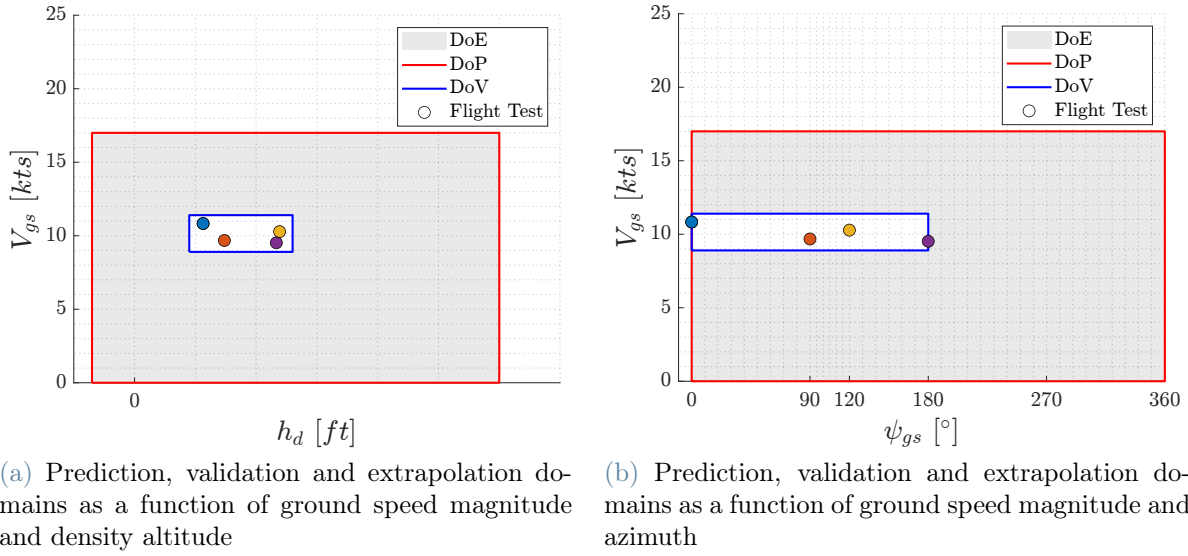 25
20
15
10
5
0
V_gs [kts]
0
h_d [ft]
DoE
DoP
DoV
Flight Test
(a) Prediction, validation and extrapolation do-
mains as a function of ground speed magnitude
and density altitude
25
20
15
10
5
0
V_gs [kts]
0 90 120 180 270 360
ψ_gs [°]
DoE
DoP
DoV
Flight Test
(b) Prediction, validation and extrapolation do-
mains as a function of ground speed magnitude and
azimuth